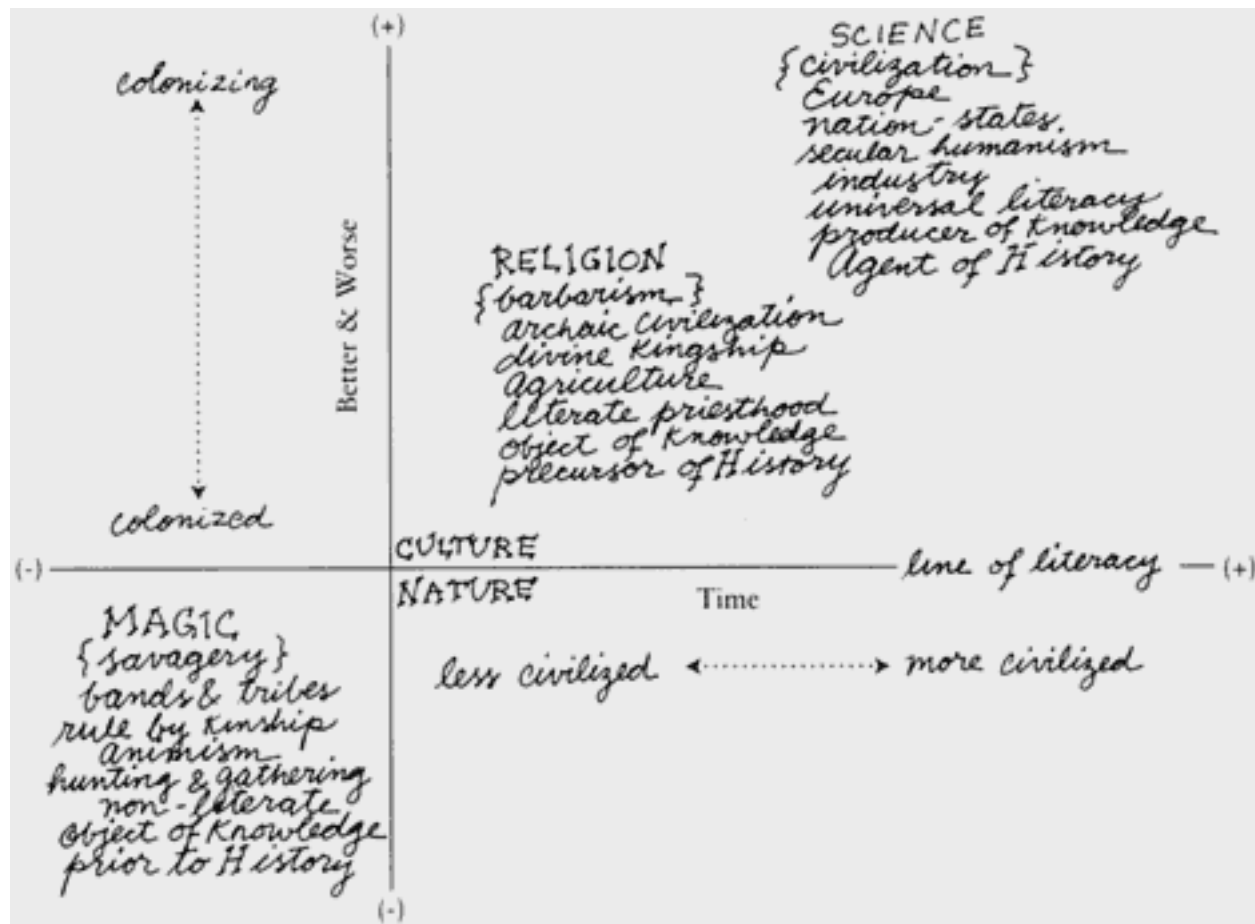 (+)
colonizing
colonized
Better & Worse
SCIENCE
{civilization}
Europe
nation-states.
secular humanism
industry
universal literacy
producer of Knowledge
Agent of History
RELIGION
{barbarism}
archaic Civilization
divine Kingship
Agriculture
literate priesthood
object of Knowledge
precursor of History
CULTURE
(-)
line of literacy
(+)
NATURE
Time
less civilized
more civilized
MAGIC
{savagery}
bands & tribes
rule by Kinship
animism
hunting & gathering
non-literate
object of Knowledge
prior to History
(-)